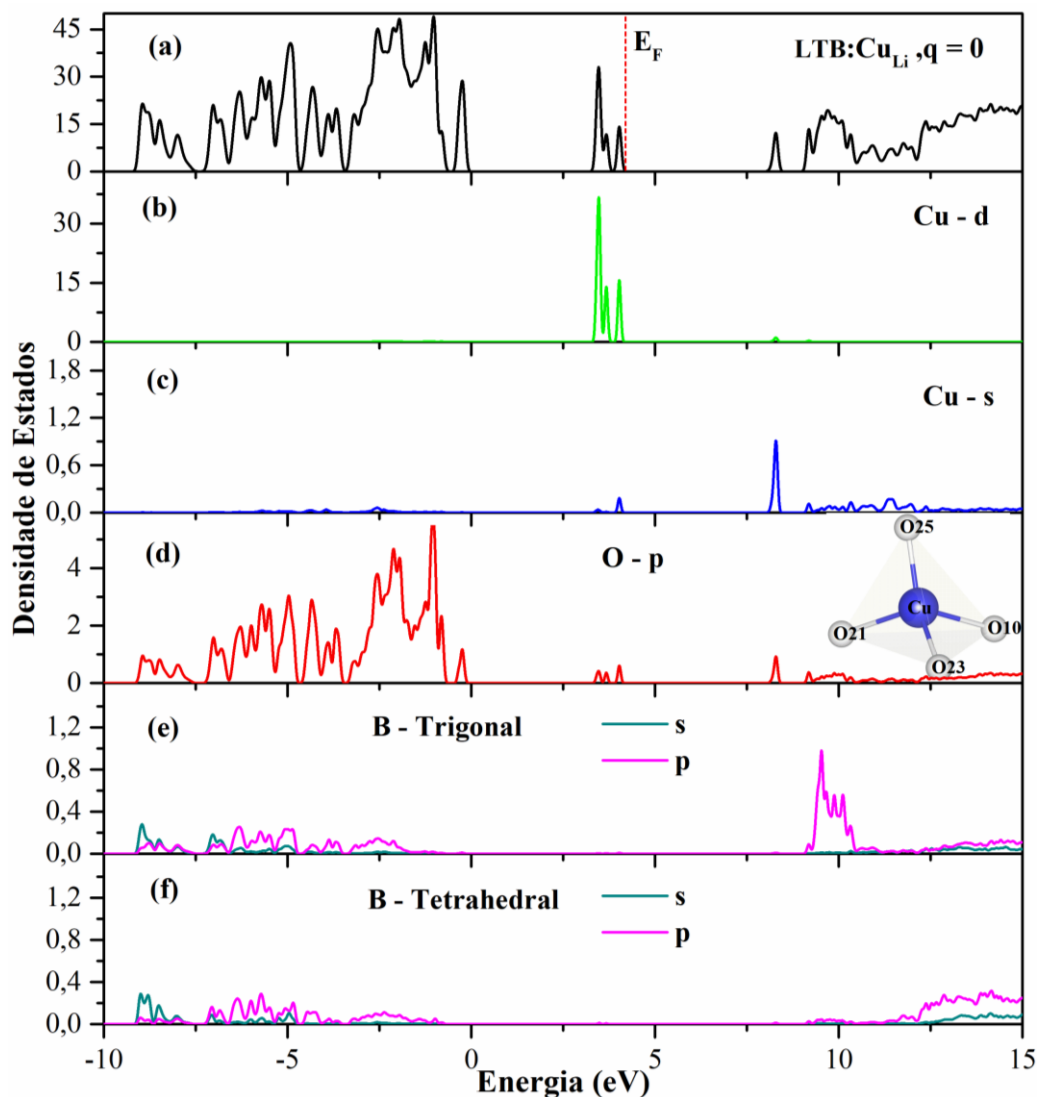 45
30
15
0
(a)
E_F
LTB:Cu_Li ,q = 0
30
15
0
(b)
Cu - d
1,8
1,2
0,6
0,0
(c)
Cu - s
4
2
0
(d)
O - p
O25
Cu
O21
O10
O23
1,2
0,8
0,4
0,0
(e)
B - Trigonal
s
p
1,2
0,8
0,4
0,0
(f)
B - Tetrahedral
s
p
-10 -5 0 5 10 15
Energia (eV)
Densidade de Estados